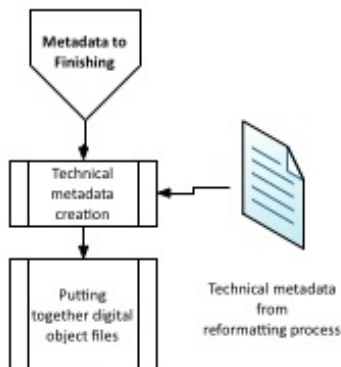 Metadata to
Finishing
Technical
metadata
creation
Putting
together digital
object files
Technical metadata
from
reformatting process